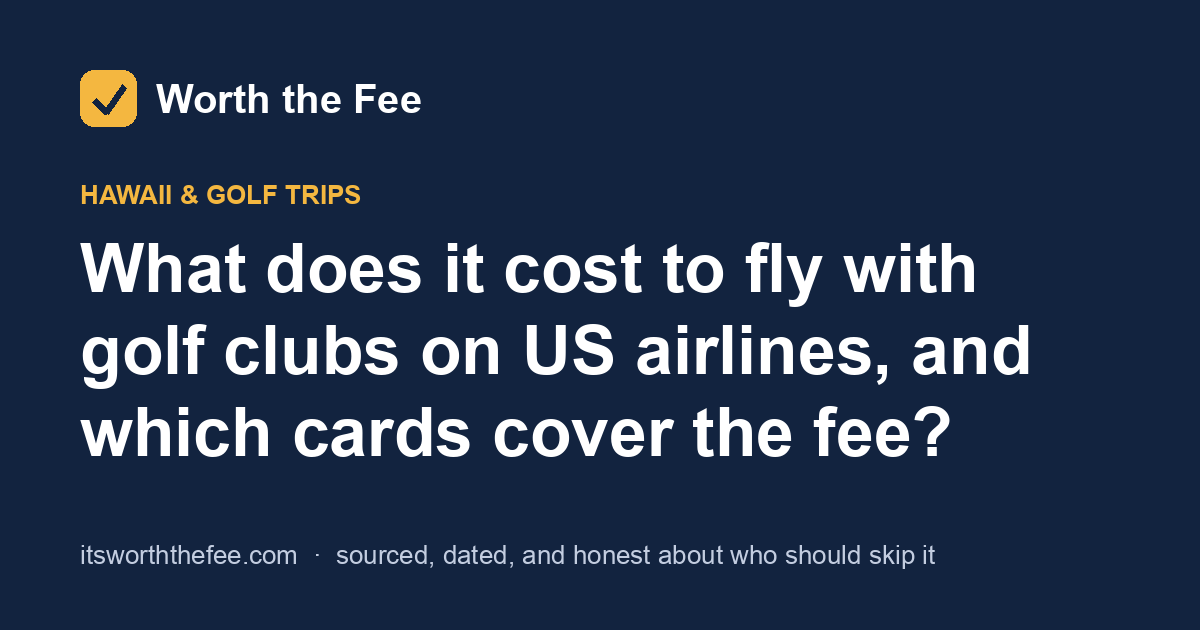 Worth the Fee
HAWAII & GOLF TRIPS
What does it cost to fly with
golf clubs on US airlines, and
which cards cover the fee?
itsworththefee.com · sourced, dated, and honest about who should skip it